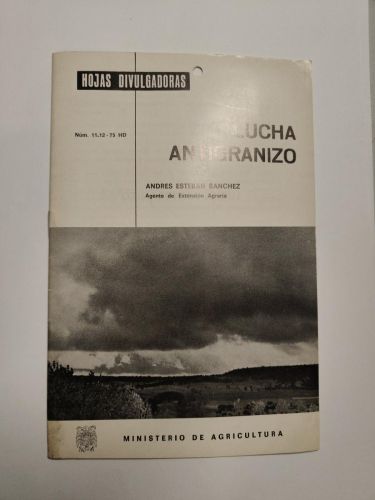 HOJAS DIVULGADORAS
Núm. 11.12-75 HD
LUCHA
ANTIGRANIZO
ANDRES ESTEBAN SANCHEZ
Agente de Extensión Agraria
MINISTERIO DE AGRICULTURA